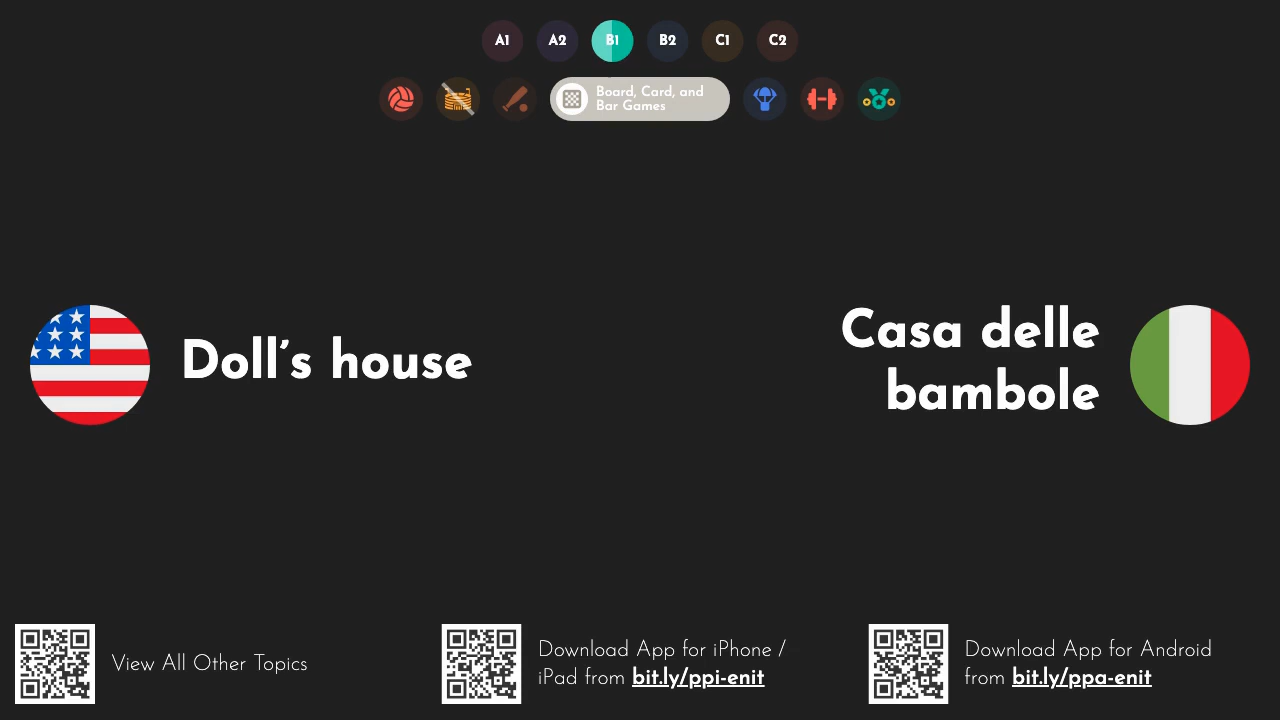 A1 A2 B1 B2 C1 C2
Board, Card, and
Bar Games
Doll’s house
Casa delle
bambole
View All Other Topics
Download App for iPhone /
iPad from bit.ly/ppi-enit
Download App for Android
from bit.ly/ppa-enit